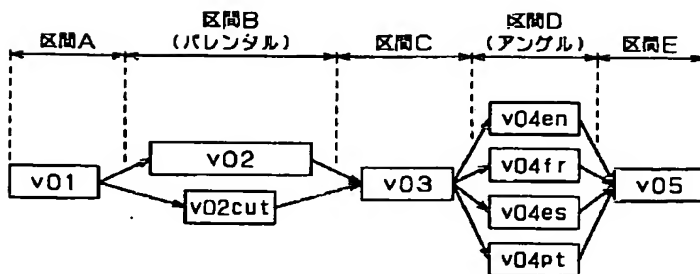 区間A
区間B
(パレンタル)
区間C
区間D
(アングル)
区間E
v01
v02
v02cut
v03
v04en
v04fr
v04es
v04pt
v05